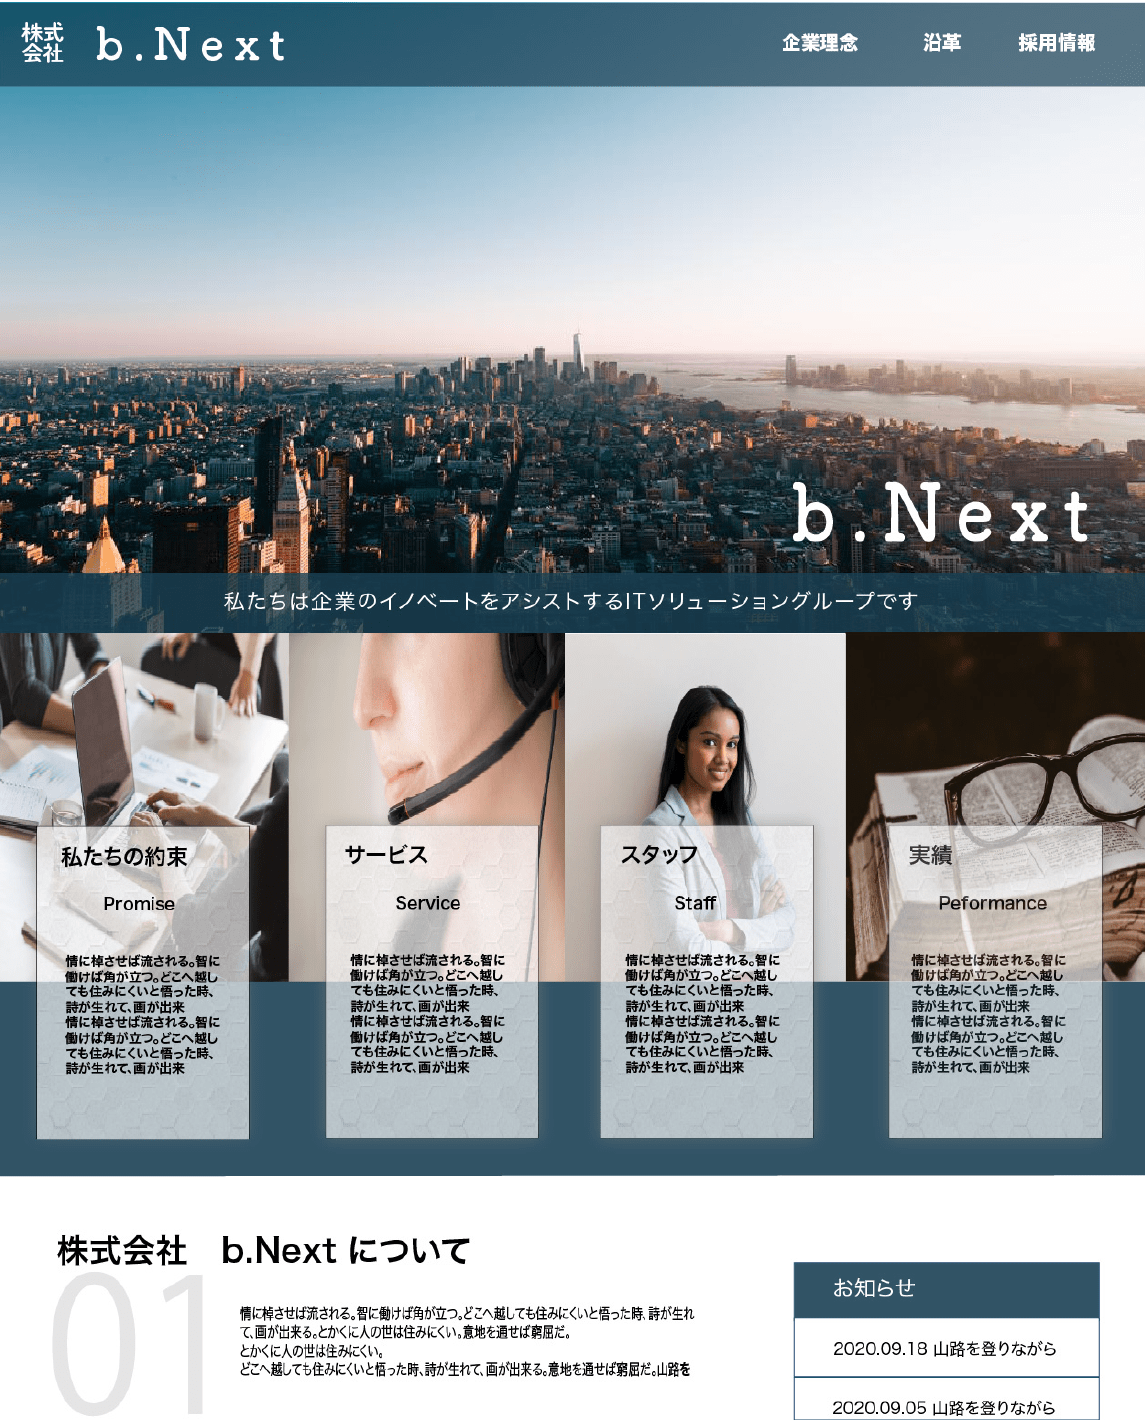 株式
会社
b.Next
企業理念 沿革 採用情報
b.Next
私たちは企業のイノベートをアシストするITソリューショングループです
私たちの約束
Promise
情に棹させば流される。智に
働けば角が立つ。どこへ越し
ても住みにくいと悟った時、
詩が生れて、画が出来
情に棹させば流される。智に
働けば角が立つ。どこへ越し
ても住みにくいと悟った時、
詩が生れて、画が出来
サービス
Service
情に棹させば流される。智に
働けば角が立つ。どこへ越し
ても住みにくいと悟った時、
詩が生れて、画が出来
情に棹させば流される。智に
働けば角が立つ。どこへ越し
ても住みにくいと悟った時、
詩が生れて、画が出来
スタッフ
Staff
情に棹させば流される。智に
働けば角が立つ。どこへ越し
ても住みにくいと悟った時、
詩が生れて、画が出来
情に棹させば流される。智に
働けば角が立つ。どこへ越し
ても住みにくいと悟った時、
詩が生れて、画が出来
実績
Peformance
情に棹させば流される。智に
働けば角が立つ。どこへ越し
ても住みにくいと悟った時、
詩が生れて、画が出来
情に棹させば流される。智に
働けば角が立つ。どこへ越し
ても住みにくいと悟った時、
詩が生れて、画が出来
株式会社　b.Next について
01
情に棹させば流される。智に働けば角が立つ。どこへ越しても住みにくいと悟った時、詩が生れ
て、画が出来る。とかくに人の世は住みにくい。意地を通せば窮屈だ。
とかくに人の世は住みにくい。
どこへ越しても住みにくいと悟った時、詩が生れて、画が出来る。意地を通せば窮屈だ。山路を
お知らせ
2020.09.18 山路を登りながら
2020.09.05 山路を登りながら